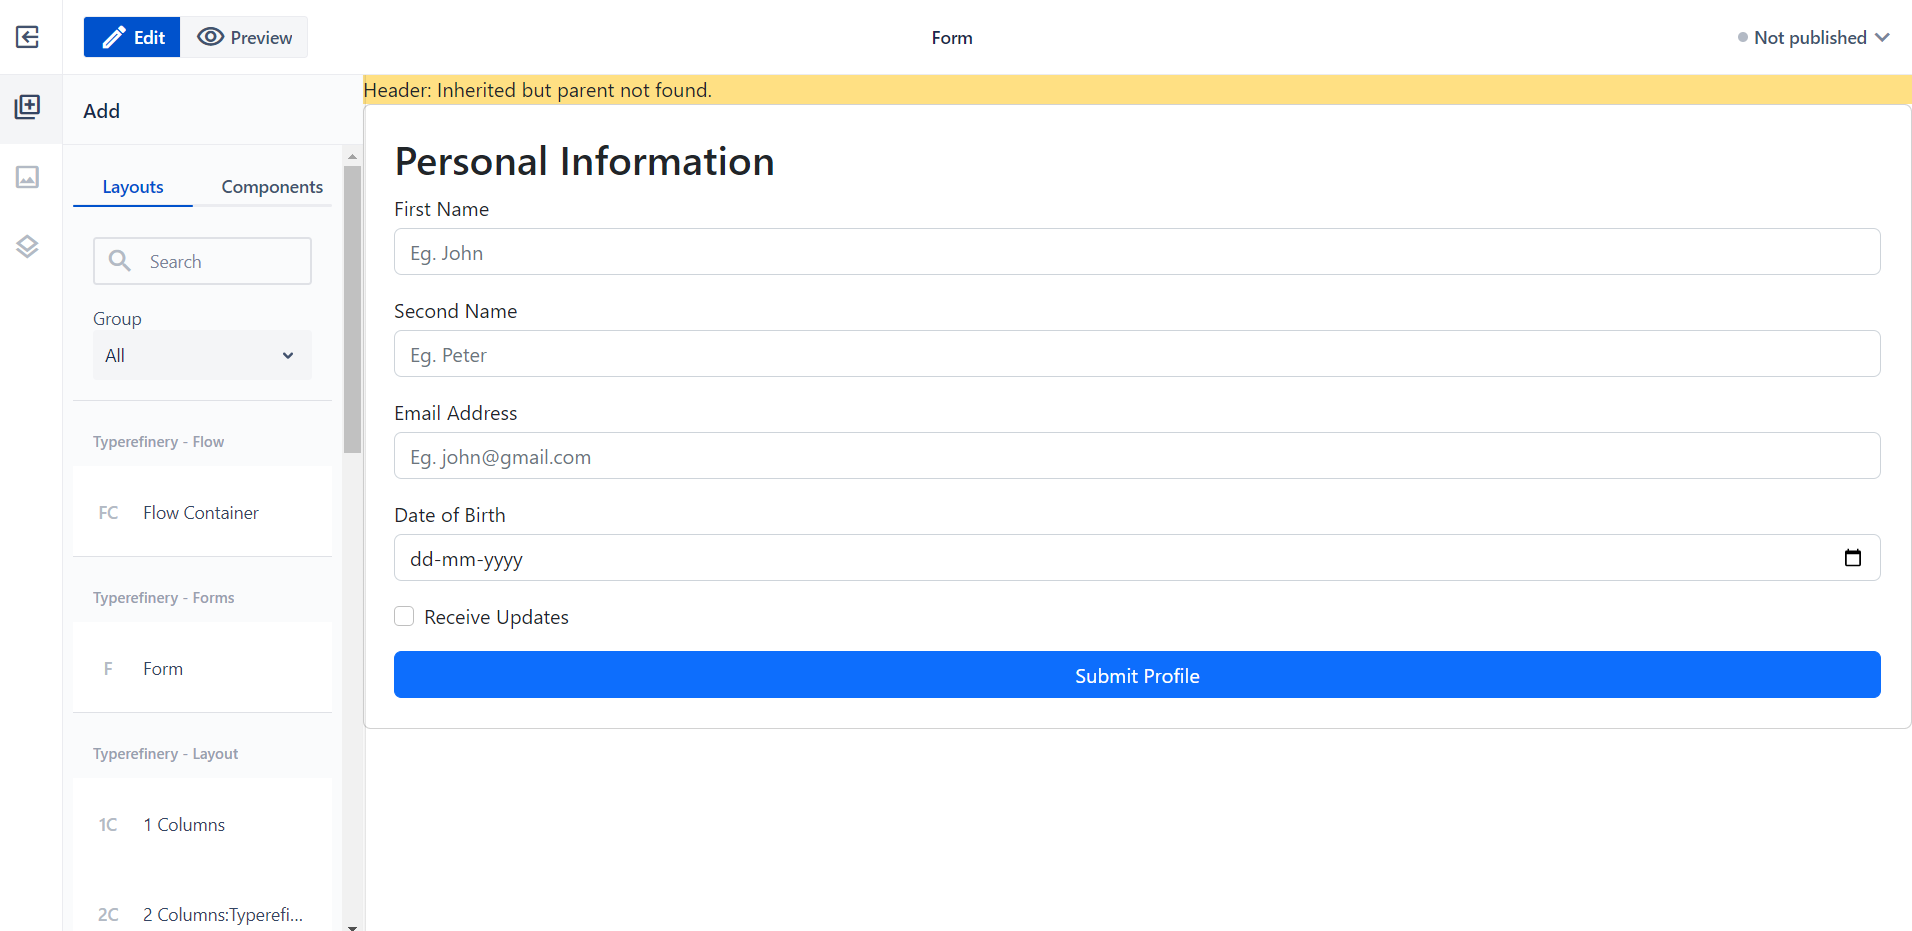 Edit
Preview
Form
Not published
Add
Layouts
Components
Search
Group
All
Typerefinery - Flow
FC Flow Container
Typerefinery - Forms
F Form
Typerefinery - Layout
1C 1 Columns
2C 2 Columns:Typerefi...
Header: Inherited but parent not found.
Personal Information
First Name
Eg. John
Second Name
Eg. Peter
Email Address
Eg. john@gmail.com
Date of Birth
dd-mm-yyyy
Receive Updates
Submit Profile